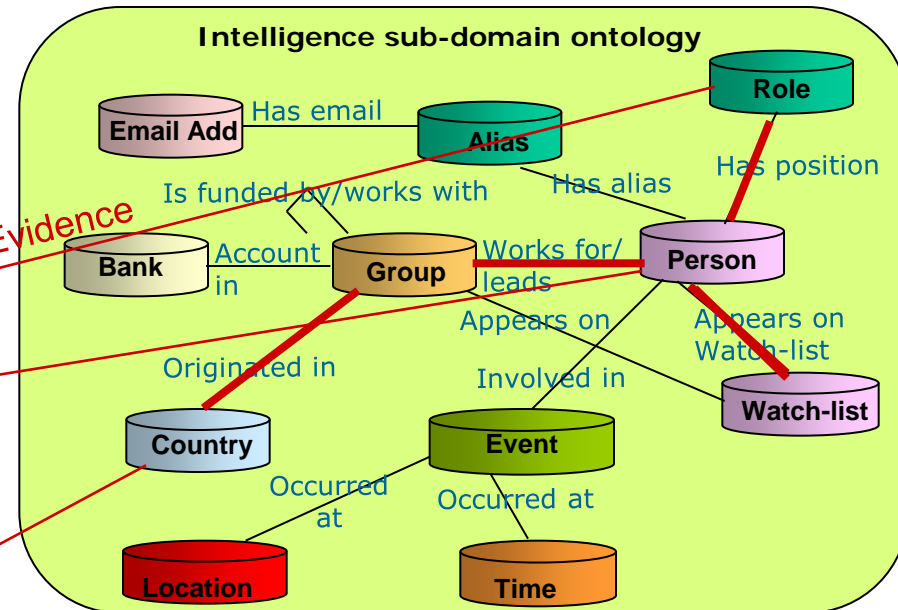 Intelligence sub-domain ontology
Role
Email Add
Has email
Alias
Has position
Has alias
Is funded by/works with
Evidence
Bank
Account
in
Group
Works for/
leads
Person
Appears on
Appears on
Watch-list
Originated in
Involved in
Watch-list
Country
Event
Occurred
at
Occurred at
Location
Time